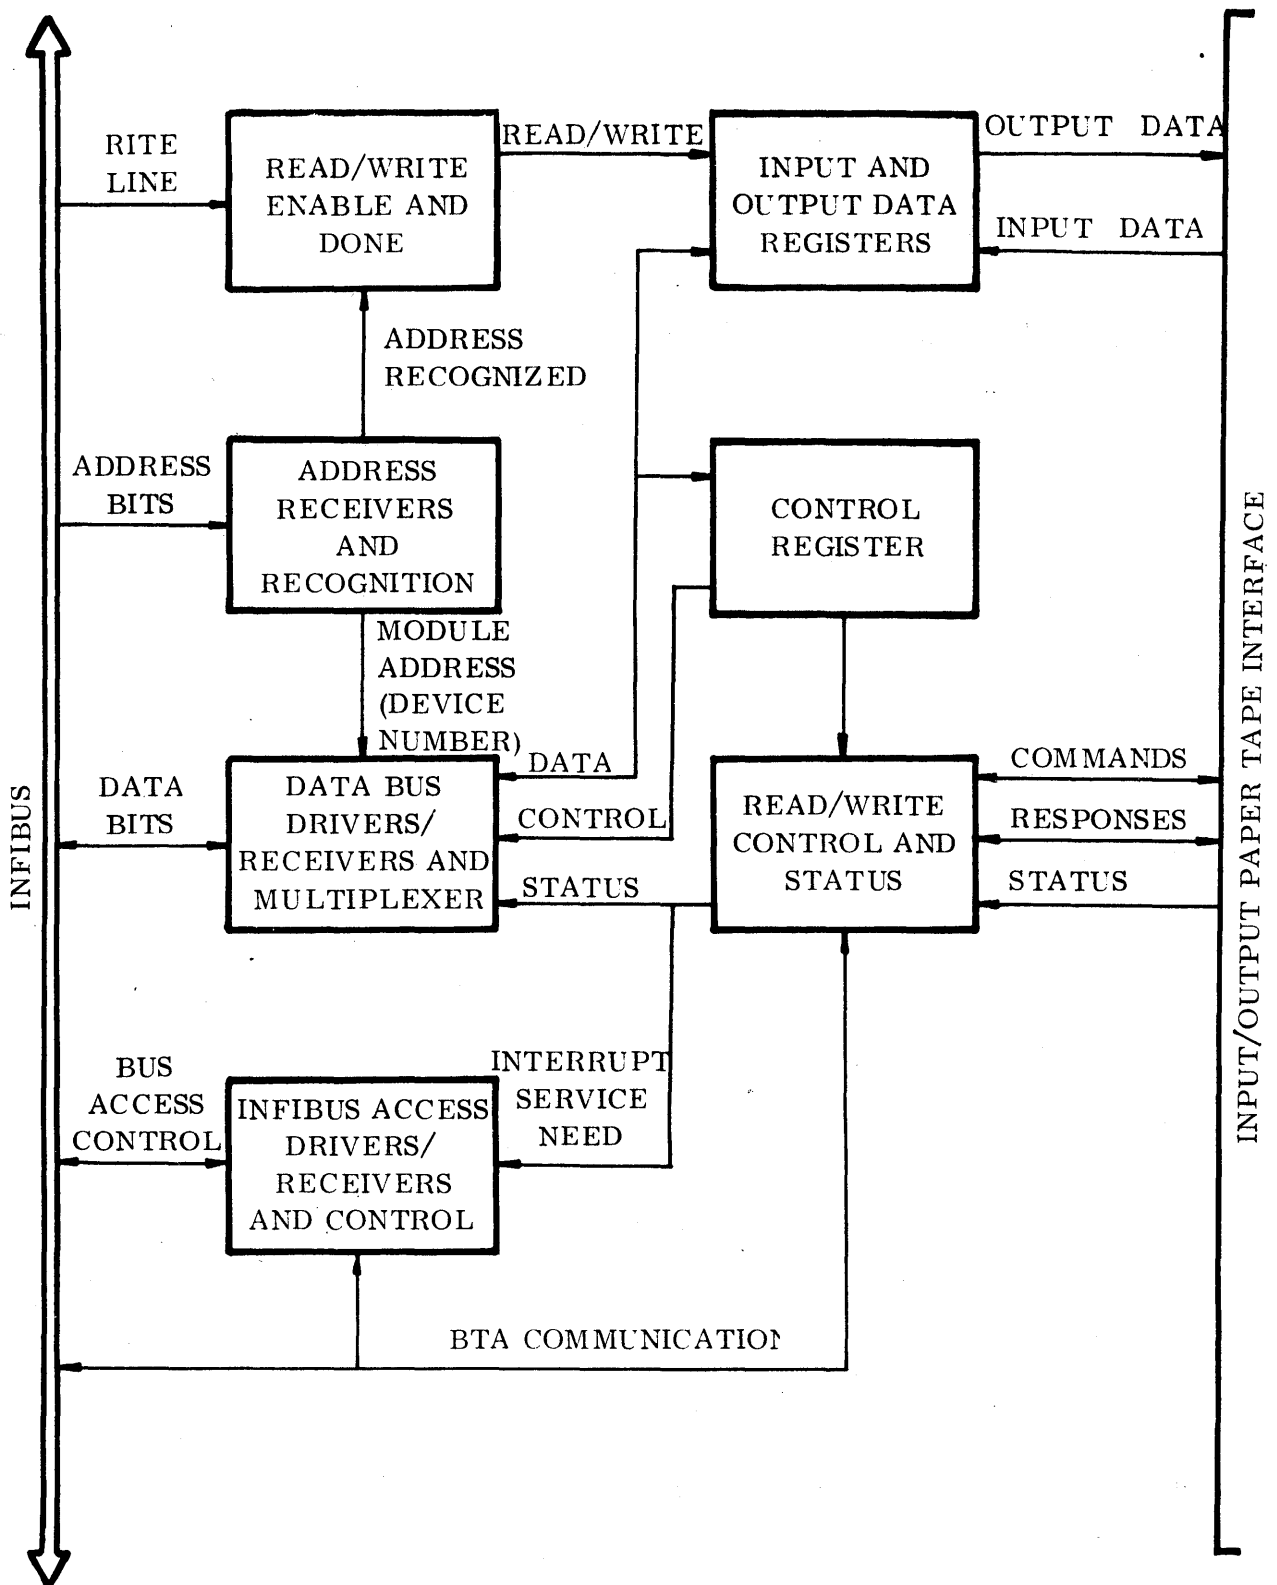 RITE
LINE
READ/WRITE
ENABLE AND
DONE
READ/WRITE
INPUT AND
OUTPUT DATA
REGISTERS
OUTPUT DATA
INPUT DATA
ADDRESS
RECOGNIZED
ADDRESS
BITS
ADDRESS
RECEIVERS
AND
RECOGNITION
CONTROL
REGISTER
MODULE
ADDRESS
(DEVICE
NUMBER)
DATA
BITS
DATA BUS
DRIVERS/
RECEIVERS AND
MULTIPLEXER
DATA
CONTROL
STATUS
READ/WRITE
CONTROL AND
STATUS
COMMANDS
RESPONSES
STATUS
INFIBUS
INPUT/OUTPUT PAPER TAPE INTERFACE
BUS
ACCESS
CONTROL
INFIBUS ACCESS
DRIVERS/
RECEIVERS
AND CONTROL
INTERRUPT
SERVICE
NEED
BTA COMMUNICATION